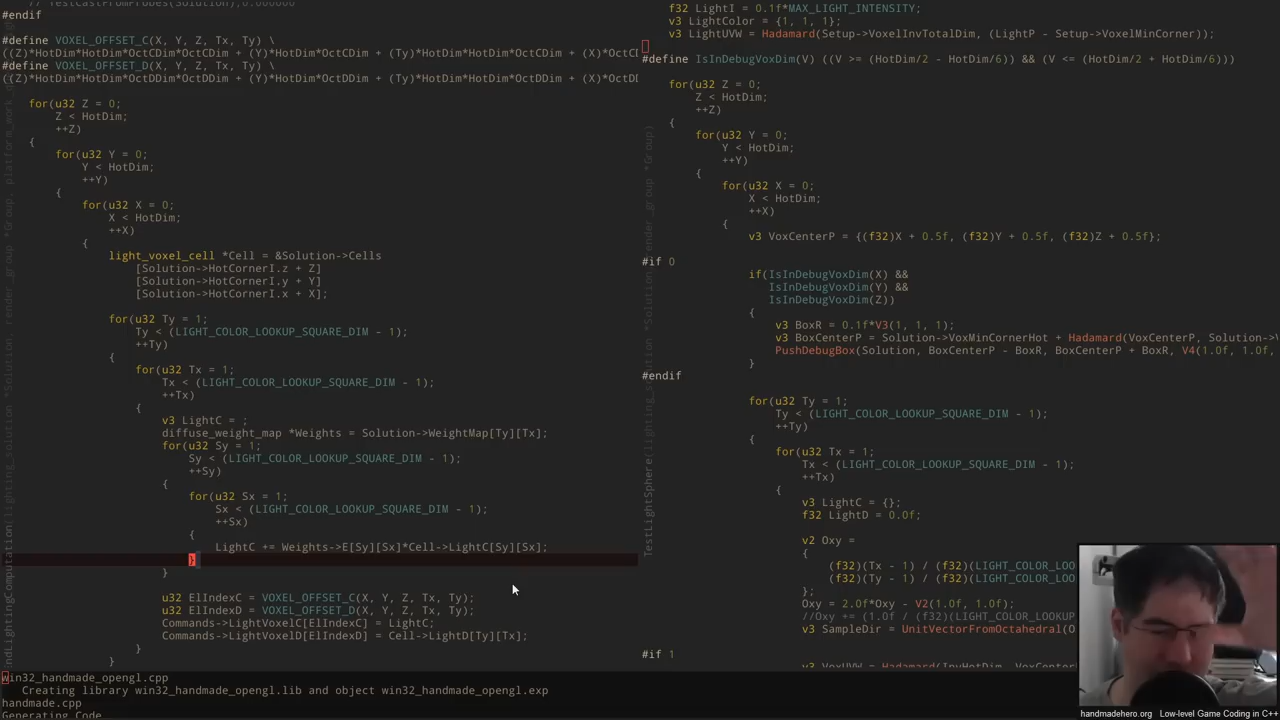 // TestCastFromProbes(Solution);0.000000
#endif
#define VOXEL_OFFSET_C(X, Y, Z, Tx, Ty) \
((Z)*HotDim*HotDim*OctCDim + (Y)*HotDim*OctCDim + (Ty)*HotDim*HotDim*HotDim*OctCDim + (X)*OctC
#define VOXEL_OFFSET_D(X, Y, Z, Tx, Ty) \
((Z)*HotDim*HotDim*OctDDim + (Y)*HotDim*OctDDim + (Ty)*HotDim*HotDim*HotDim*OctDDim + (X)*OctD
for(u32 Z = 0;
Z < HotDim;
++Z)
{
for(u32 Y = 0;
Y < HotDim;
++Y)
{
for(u32 X = 0;
X < HotDim;
++X)
{
light_voxel_cell *Cell = &Solution->Cells
[Solution->HotCornerI.z + Z]
[Solution->HotCornerI.y + Y]
[Solution->HotCornerI.x + X];
for(u32 Ty = 1;
Ty < (LIGHT_COLOR_LOOKUP_SQUARE_DIM - 1);
++Ty)
{
for(u32 Tx = 1;
Tx < (LIGHT_COLOR_LOOKUP_SQUARE_DIM - 1);
++Tx)
{
v3 LightC = ;
diffuse_weight_map *Weights = Solution->WeightMap[Ty][Tx];
for(u32 Sy = 1;
Sy < (LIGHT_COLOR_LOOKUP_SQUARE_DIM - 1);
++Sy)
{
for(u32 Sx = 1;
Sx < (LIGHT_COLOR_LOOKUP_SQUARE_DIM - 1);
++Sx)
{
LightC += Weights->E[Sy][Sx]*Cell->LightC[Sy][Sx];
}
}
u32 ElIndexC = VOXEL_OFFSET_C(X, Y, Z, Tx, Ty);
u32 ElIndexD = VOXEL_OFFSET_D(X, Y, Z, Tx, Ty);
Commands->LightVoxelC[ElIndexC] = LightC;
Commands->LightVoxelD[ElIndexD] = Cell->LightD[Ty][Tx];
}
}
win32_handmade_opengl.cpp
Creating library win32_handmade_opengl.lib and object win32_handmade_opengl.exp
handmade.cpp
Generating Code
f32 LightI = 0.1f*MAX_LIGHT_INTENSITY;
v3 LightColor = {1, 1, 1};
v3 LightUVW = Hadamard(Setup->VoxelInvTotalDim, (LightP - Setup->VoxelMinCorner));
#define IsInDebugVoxDim(V) ((V >= (HotDim/2 - HotDim/6)) && (V <= (HotDim/2 + HotDim/6)))
for(u32 Z = 0;
Z < HotDim;
++Z)
{
for(u32 Y = 0;
Y < HotDim;
++Y)
{
for(u32 X = 0;
X < HotDim;
++X)
{
v3 VoxCenterP = {(f32)X + 0.5f, (f32)Y + 0.5f, (f32)Z + 0.5f};
#if 0
if(IsInDebugVoxDim(X) &&
IsInDebugVoxDim(Y) &&
IsInDebugVoxDim(Z))
{
v3 BoxR = 0.1f*V3(1, 1, 1);
v3 BoxCenterP = Solution->VoxMinCornerHot + Hadamard(VoxCenterP, Solution->V
PushDebugBox(Solution, BoxCenterP - BoxR, BoxCenterP + BoxR, V4(1.0f, 1.0f,
}
#endif
for(u32 Ty = 1;
Ty < (LIGHT_COLOR_LOOKUP_SQUARE_DIM - 1);
++Ty)
{
for(u32 Tx = 1;
Tx < (LIGHT_COLOR_LOOKUP_SQUARE_DIM - 1);
++Tx)
{
v3 LightC = {};
f32 LightD = 0.0f;
v2 Oxy =
{
(f32)(Tx - 1) / (f32)(LIGHT_COLOR_LOO
(f32)(Ty - 1) / (f32)(LIGHT_COLOR_LOO
};
Oxy = 2.0f*Oxy - V2(1.0f, 1.0f);
//Oxy += (1.0f / (f32)(LIGHT_COLOR_LOOKU
v3 SampleDir = UnitVectorFromOctahedral(O
#if 1
v3 VoxUVW = Hadamard(InvHotDim, VoxCenter
handmadehero.org Low-level Game Coding in C++